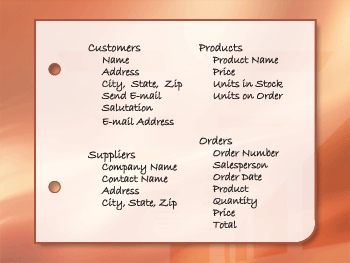 Customers
Name
Address
City, State, Zip
Send E-mail
Salutation
E-mail Address
Products
Product Name
Price
Units in Stock
Units on Order
Suppliers
Company Name
Contact Name
Address
City, State, Zip
Orders
Order Number
Salesperson
Order Date
Product
Quantity
Price
Total